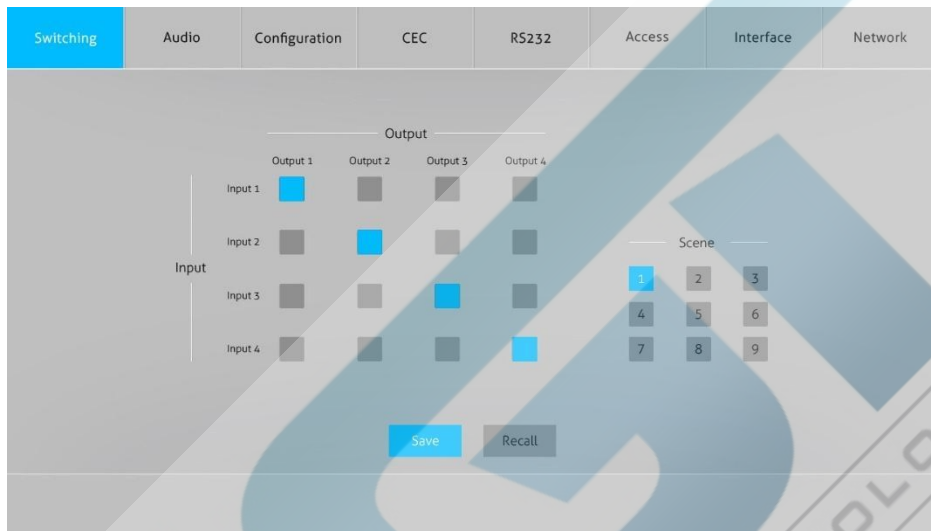 Switching Audio Configuration CEC RS232 Access Interface Network
Output
Output 1 Output 2 Output 3 Output 4
Input 1
Input 2
Input
Input 3
Input 4
Scene
1 2 3
4 5 6
7 8 9
Save Recall